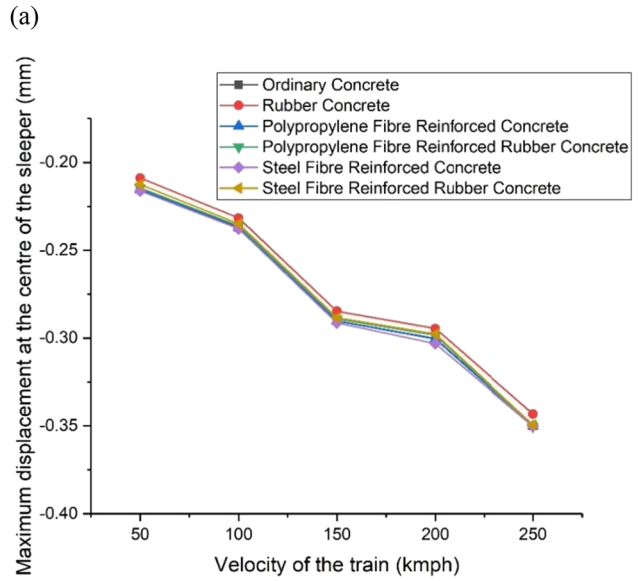 (a)
Ordinary Concrete
Rubber Concrete
Polypropylene Fibre Reinforced Concrete
Polypropylene Fibre Reinforced Rubber Concrete
Steel Fibre Reinforced Concrete
Steel Fibre Reinforced Rubber Concrete
Maximum displacement at the centre of the sleeper (mm)
-0.20
-0.25
-0.30
-0.35
-0.40
50 100 150 200 250
Velocity of the train (kmph)